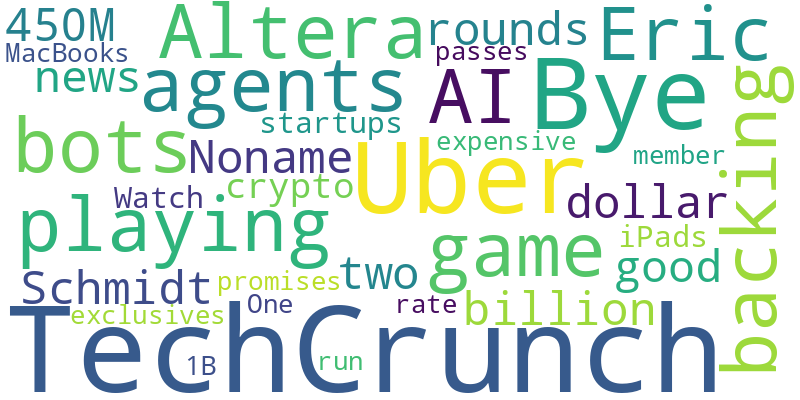 450M Altera rounds Eric
MacBooks passes
news agents AI Bye
startups
bots Noneame expensive
member
Watch crypto Uber dollar
playing iPads
game good
Schmidt promises two backing
exclusives One rate billion
TechCrunch
1B run